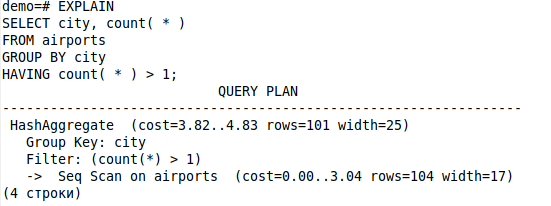 demo=# EXPLAIN
SELECT city, count( * )
FROM airports
GROUP BY city
HAVING count( * ) > 1;
QUERY PLAN
-----------------------------------------------------------------
HashAggregate  (cost=3.82..4.83 rows=101 width=25)
Group Key: city
Filter: (count(*) > 1)
->  Seq Scan on airports  (cost=0.00..3.04 rows=104 width=17)
(4 строки)